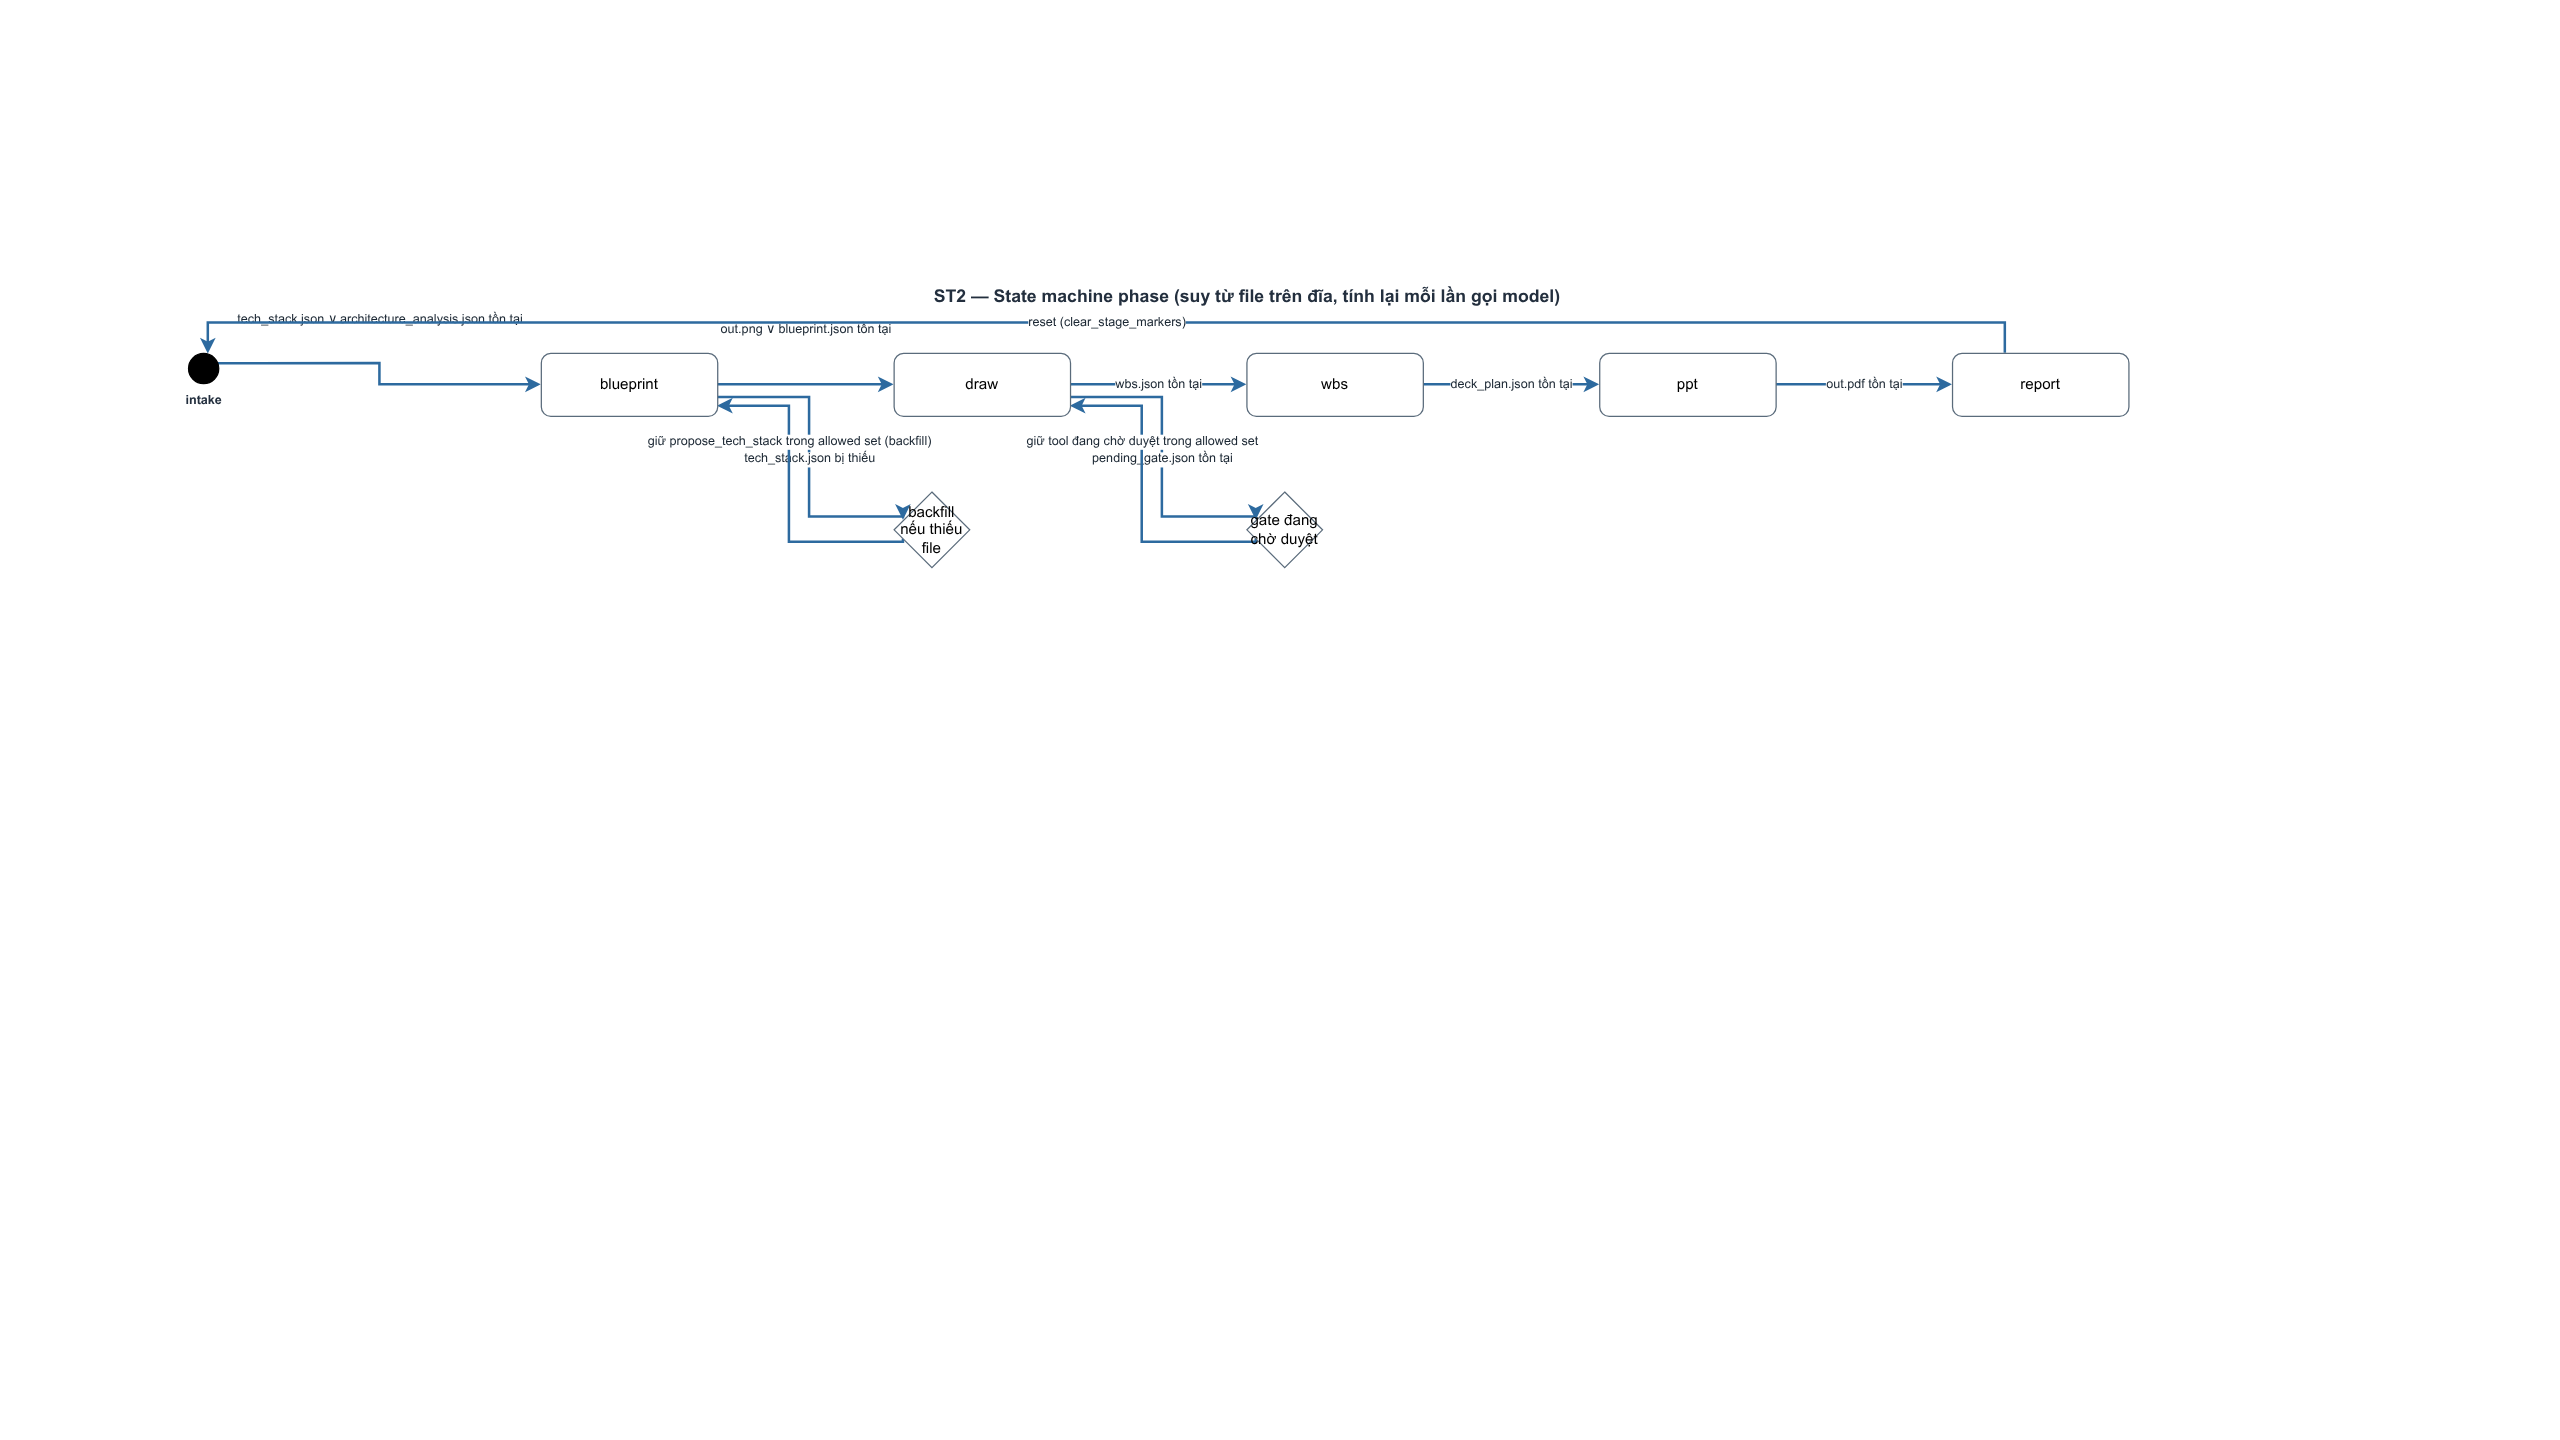 ST2 — State machine phase (suy từ file trên đĩa, tính lại mỗi lần gọi model)
tech_stack.json ∨ architecture_analysis.json tồn tại
reset (clear_stage_markers)
out.png ∨ blueprint.json tồn tại
intake
blueprint
draw
wbs.json tồn tại
wbs
deck_plan.json tồn tại
ppt
out.pdf tồn tại
report
giữ propose_tech_stack trong allowed set (backfill)
tech_stack.json bị thiếu
giữ tool đang chờ duyệt trong allowed set
pending_gate.json tồn tại
backfill
nếu thiếu
file
gate đang
chờ duyệt